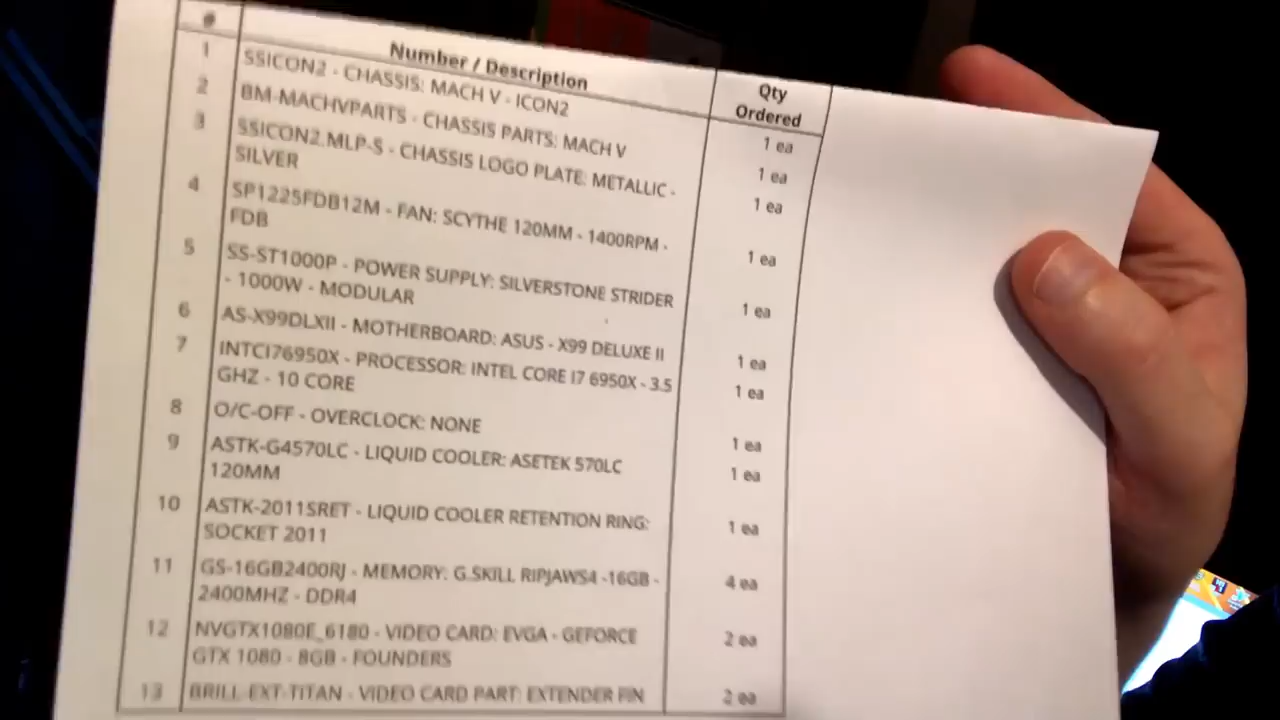 # Number / Description Qty Ordered
1 SSICON2 - CHASSIS: MACH V - ICON2 1 ea
2 BM-MACHVPARTS - CHASSIS PARTS: MACH V 1 ea
3 SSICON2.MLP-S - CHASSIS LOGO PLATE: METALLIC - 1 ea
SILVER
4 SP1225FDB12M - FAN: SCYTHE 120MM - 1400RPM - 1 ea
FDB
5 SS-ST1000P - POWER SUPPLY: SILVERSTONE STRIDER 1 ea
- 1000W - MODULAR
6 AS-X99DLXII - MOTHERBOARD: ASUS - X99 DELUXE II 1 ea
7 INTCI76950X - PROCESSOR: INTEL CORE I7 6950X - 3.5 1 ea
GHZ - 10 CORE
8 O/C-OFF - OVERCLOCK: NONE 1 ea
9 ASTK-G4570LC - LIQUID COOLER: ASETEK 570LC 1 ea
120MM
10 ASTK-2011SRET - LIQUID COOLER RETENTION RING: 1 ea
SOCKET 2011
11 GS-16GB2400RJ - MEMORY: G.SKILL RIPJAWS4 -16GB - 4 ea
2400MHZ - DDR4
12 NVGTX1080E_6180 - VIDEO CARD: EVGA - GEFORCE 2 ea
GTX 1080 - 8GB - FOUNDERS
13 BRILL-EXT-TITAN - VIDEO CARD PART: EXTENDER FIN 2 ea